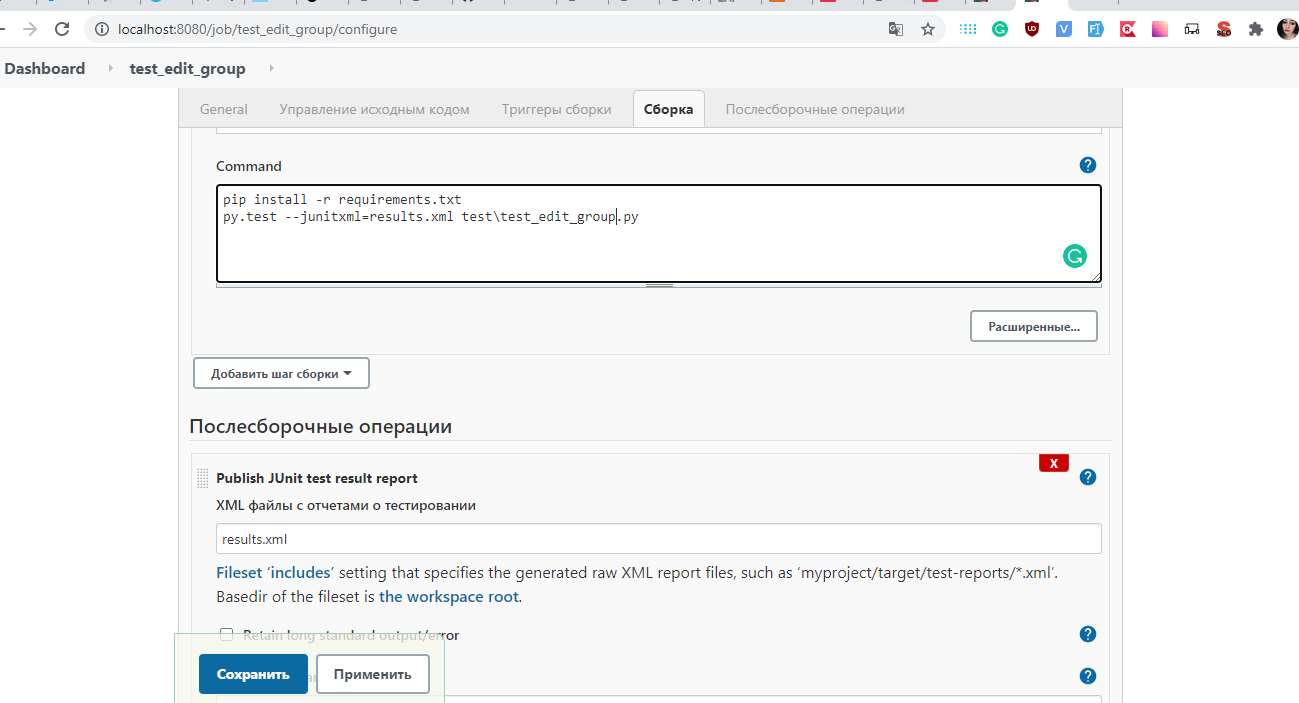 localhost:8080/job/test_edit_group/configure
Dashboard test_edit_group
General Управление исходным кодом Триггеры сборки Сборка Послесборочные операции
Command
pip install -r requirements.txt
py.test --junitxml=results.xml test\test_edit_group.py
Расширенные...
Добавить шаг сборки
Послесборочные операции
X
Publish JUnit test result report
XML файлы с отчетами о тестировании
results.xml
Fileset ‘includes’ setting that specifies the generated raw XML report files, such as ‘myproject/target/test-reports/*.xml’.
Basedir of the fileset is the workspace root.
Retain long standard output/error
Сохранить Применить